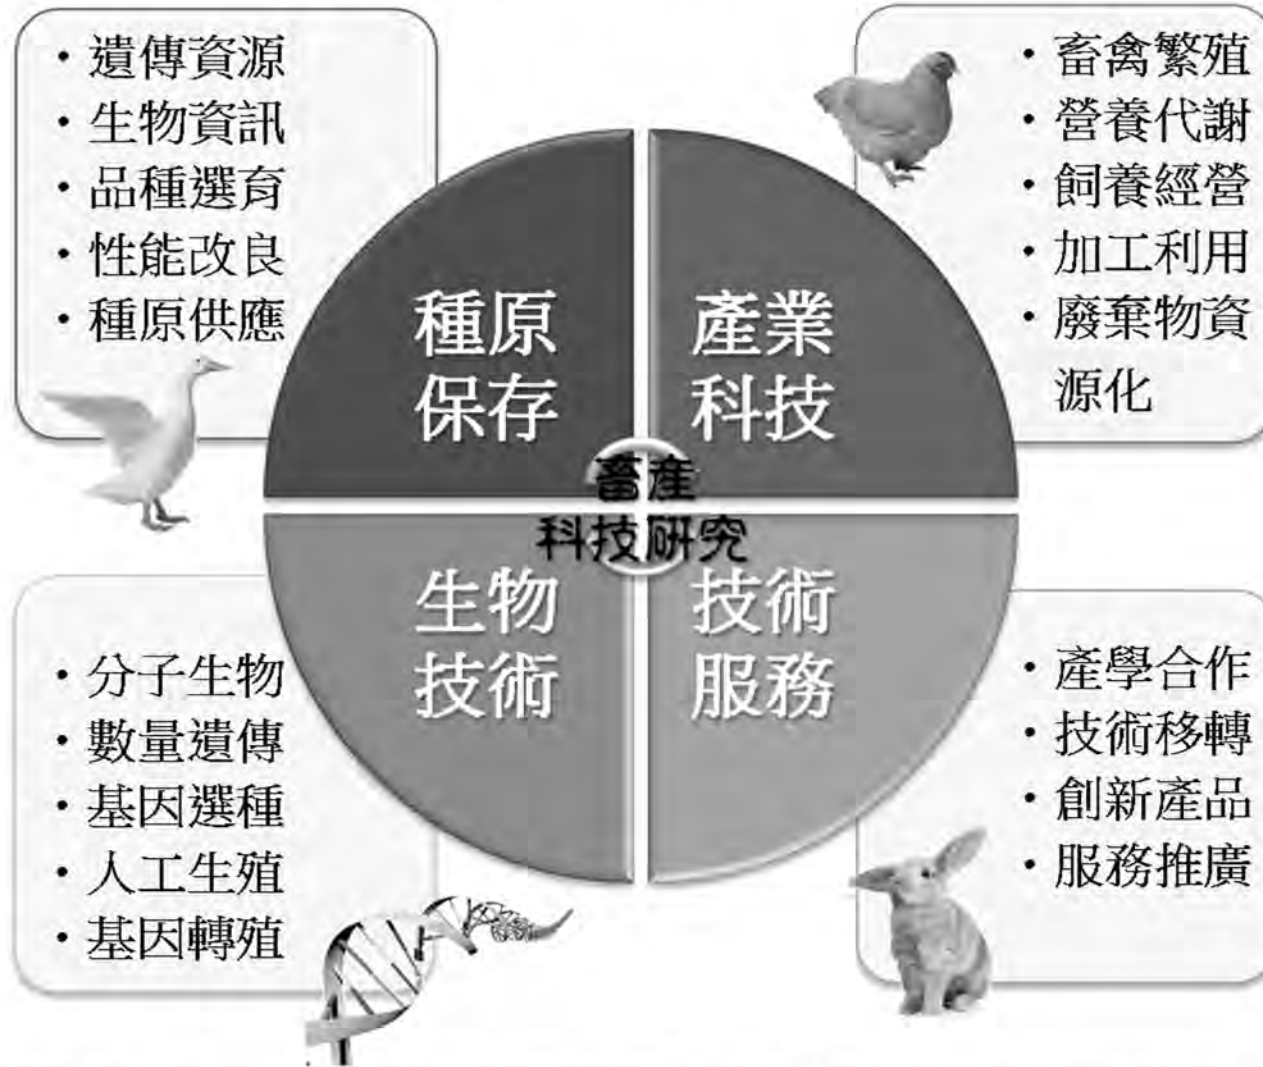 ・遺傳資源
・生物資訊
・品種選育
・性能改良
・種原供應
・畜禽繁殖
・營養代謝
・飼養經營
・加工利用
・廢棄物資
源化
種原
保存
產業
科技
畜產
科技研究
生物
技術
技術
服務
・分子生物
・數量遺傳
・基因選種
・人工生殖
・基因轉殖
・產學合作
・技術移轉
・創新產品
・服務推廣